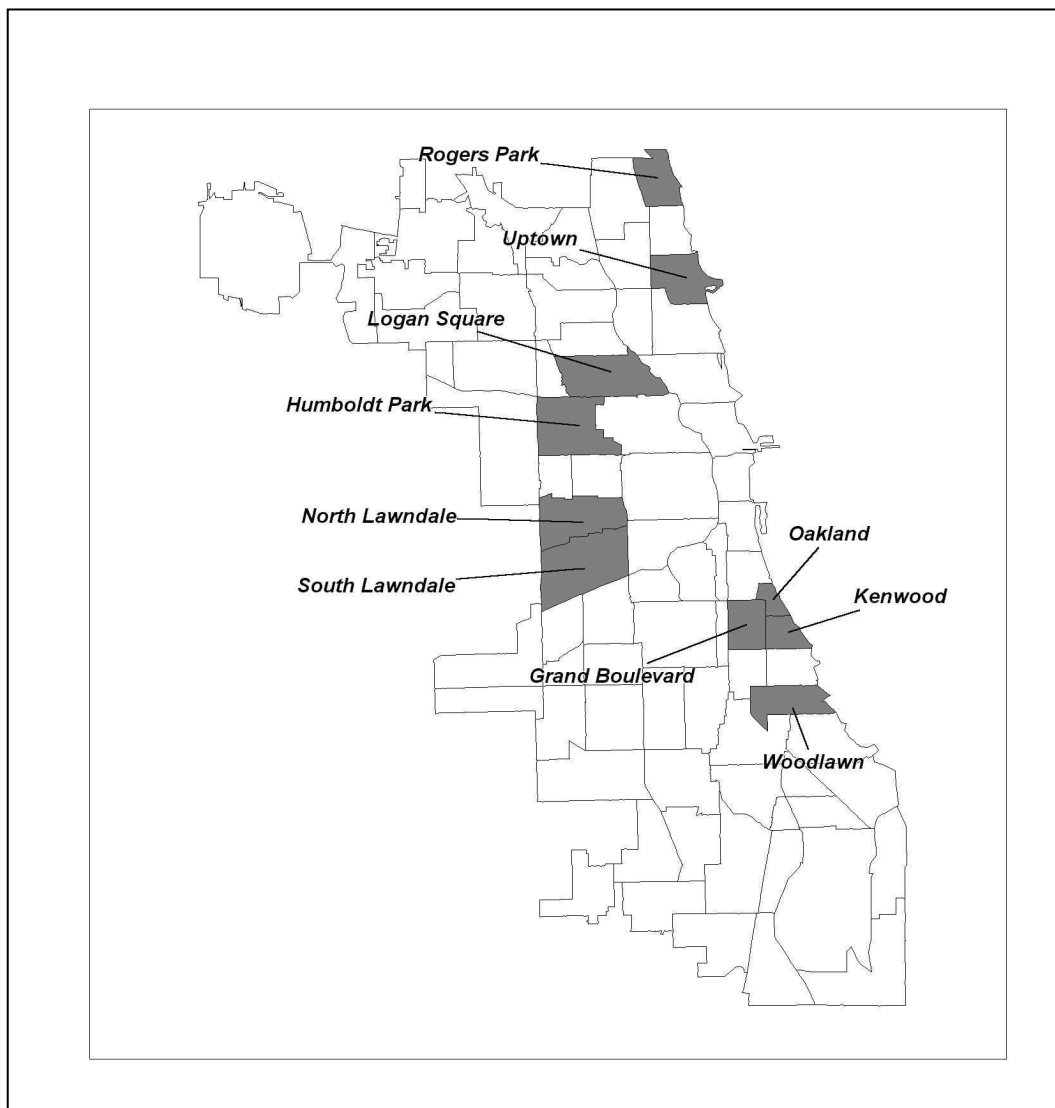 Rogers Park
Uptown
Logan Square
Humboldt Park
North Lawndale
Oakland
South Lawndale
Kenwood
Grand Boulevard
Woodlawn